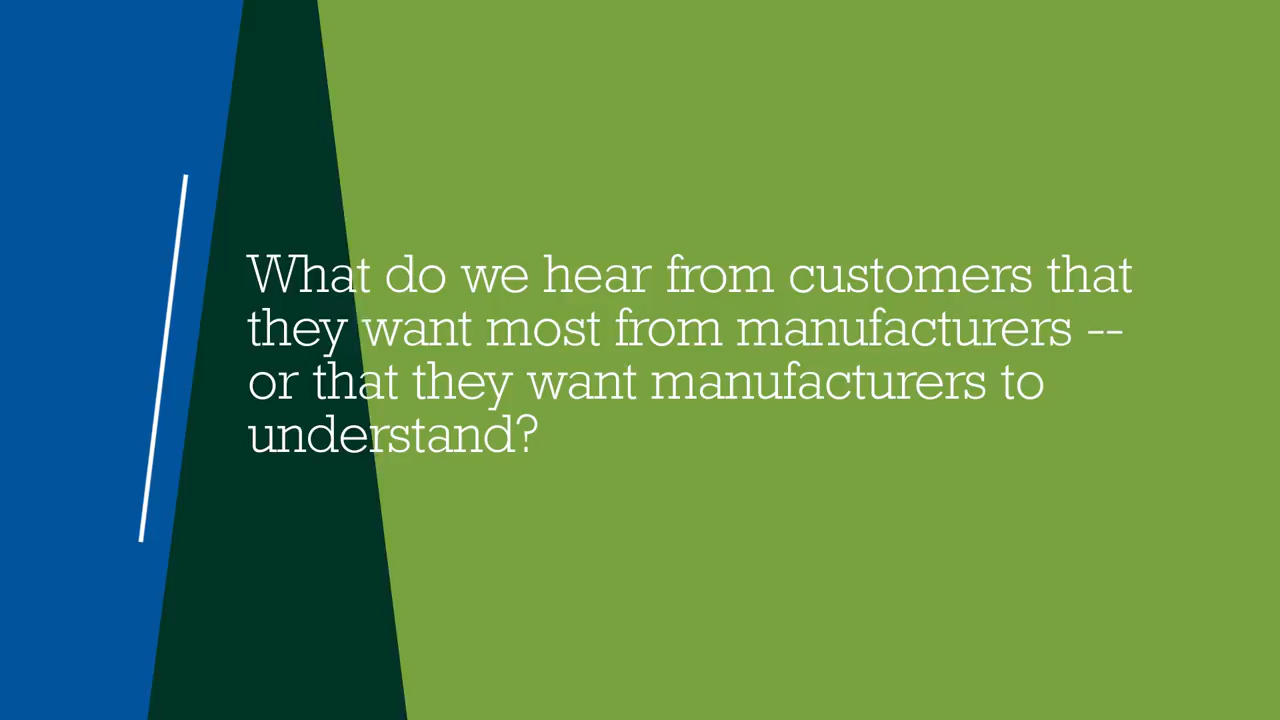 What do we hear from customers that
they want most from manufacturers --
or that they want manufacturers to
understand?